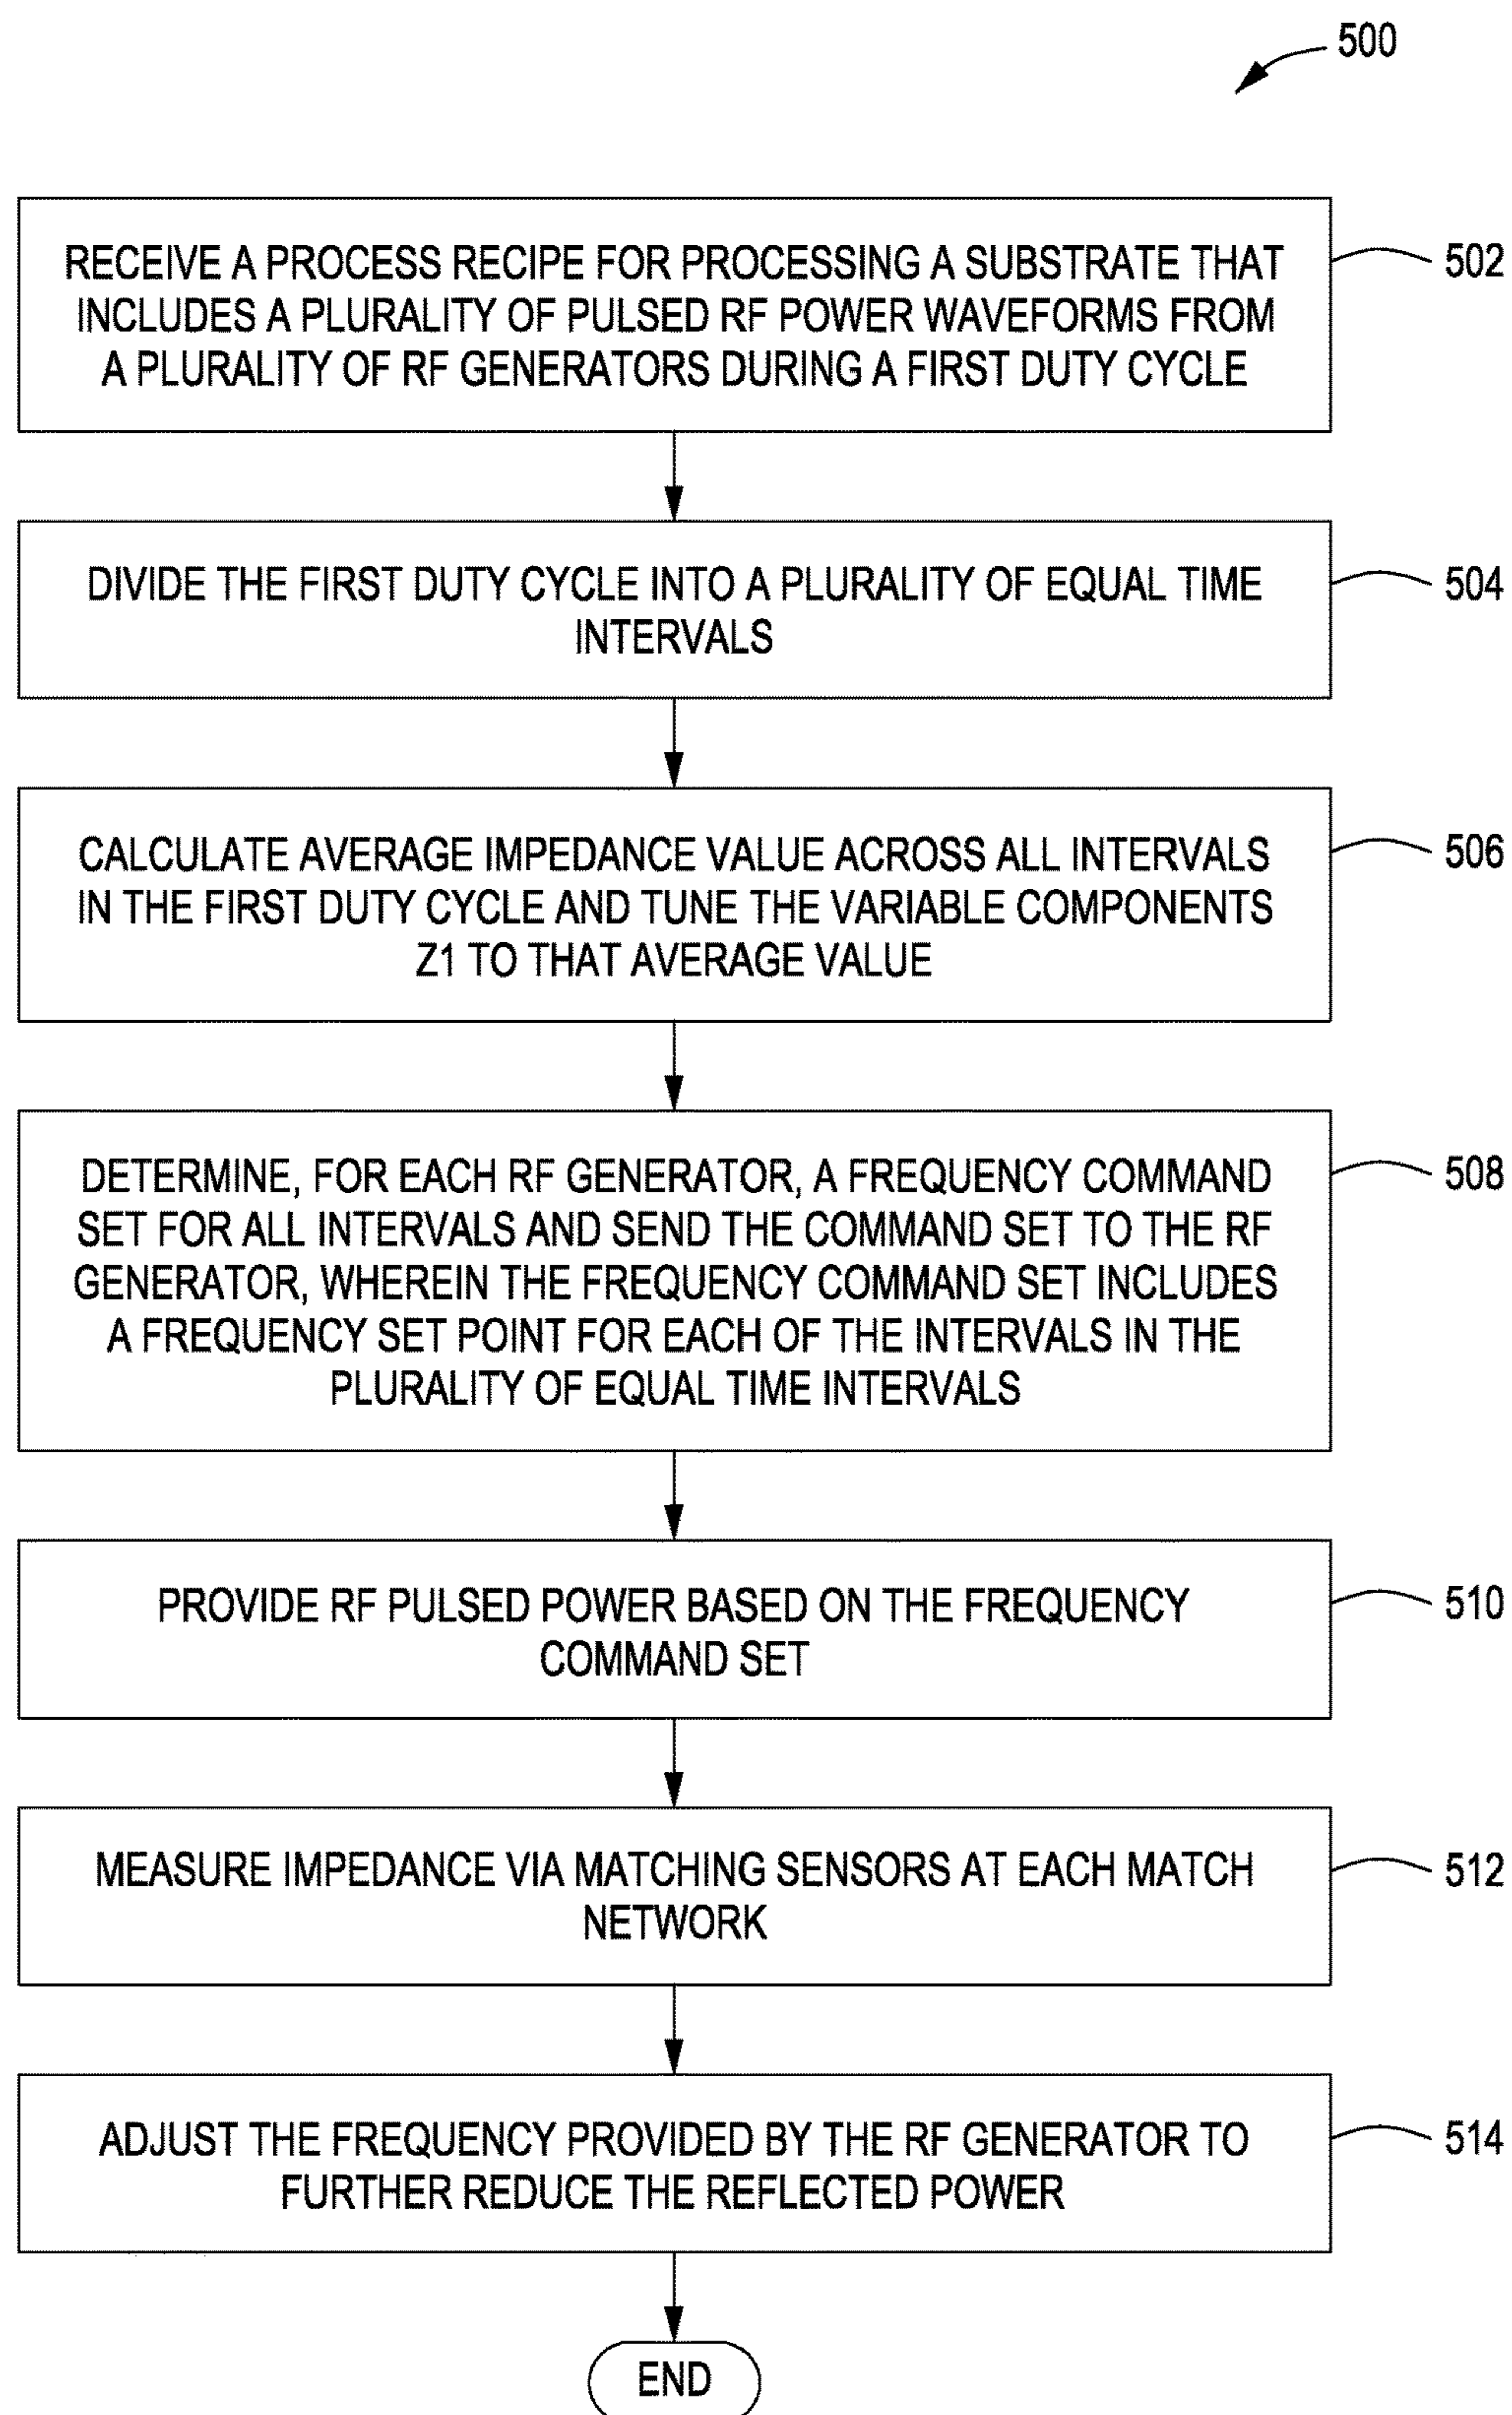 500
RECEIVE A PROCESS RECIPE FOR PROCESSING A SUBSTRATE THAT
INCLUDES A PLURALITY OF PULSED RF POWER WAVEFORMS FROM
A PLURALITY OF RF GENERATORS DURING A FIRST DUTY CYCLE
502
DIVIDE THE FIRST DUTY CYCLE INTO A PLURALITY OF EQUAL TIME
INTERVALS
504
CALCULATE AVERAGE IMPEDANCE VALUE ACROSS ALL INTERVALS
IN THE FIRST DUTY CYCLE AND TUNE THE VARIABLE COMPONENTS
Z1 TO THAT AVERAGE VALUE
506
DETERMINE, FOR EACH RF GENERATOR, A FREQUENCY COMMAND
SET FOR ALL INTERVALS AND SEND THE COMMAND SET TO THE RF
GENERATOR, WHEREIN THE FREQUENCY COMMAND SET INCLUDES
A FREQUENCY SET POINT FOR EACH OF THE INTERVALS IN THE
PLURALITY OF EQUAL TIME INTERVALS
508
PROVIDE RF PULSED POWER BASED ON THE FREQUENCY
COMMAND SET
510
MEASURE IMPEDANCE VIA MATCHING SENSORS AT EACH MATCH
NETWORK
512
ADJUST THE FREQUENCY PROVIDED BY THE RF GENERATOR TO
FURTHER REDUCE THE REFLECTED POWER
514
END